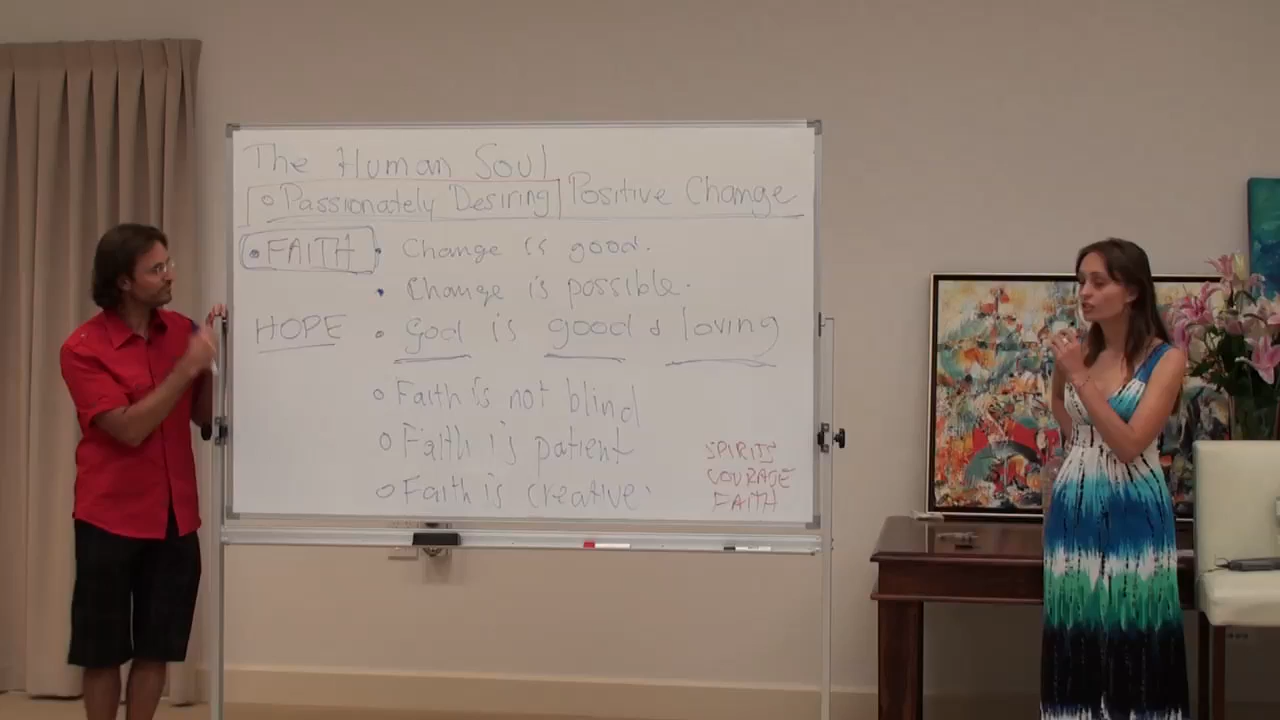 The Human Soul
Passionately Desiring Positive Change
FAITH • Change is good.
• Change is possible.
HOPE • God is good & loving
Faith is not blind
Faith is patient
Faith is creative.
SPIRITS
COURAGE
FAITH